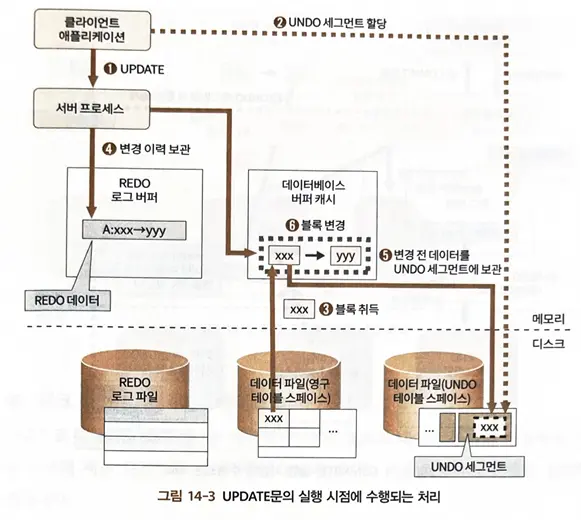 클라이언트
애플리케이션
❷ UNDO 세그먼트 할당
❶ UPDATE
서버 프로세스
❹ 변경 이력 보관
REDO
로그 버퍼
데이터베이스
버퍼 캐시
❻ 블록 변경
A:xxx→yyy
xxx
yyy
❺ 변경 전 데이터를
UNDO 세그먼트에 보관
REDO 데이터
xxx
❸ 블록 취득
메모리
디스크
REDO
로그 파일
데이터 파일(영구
테이블 스페이스)
데이터 파일(UNDO
테이블 스페이스)
xxx
...
...
xxx
UNDO 세그먼트
그림 14-3 UPDATE문의 실행 시점에 수행되는 처리